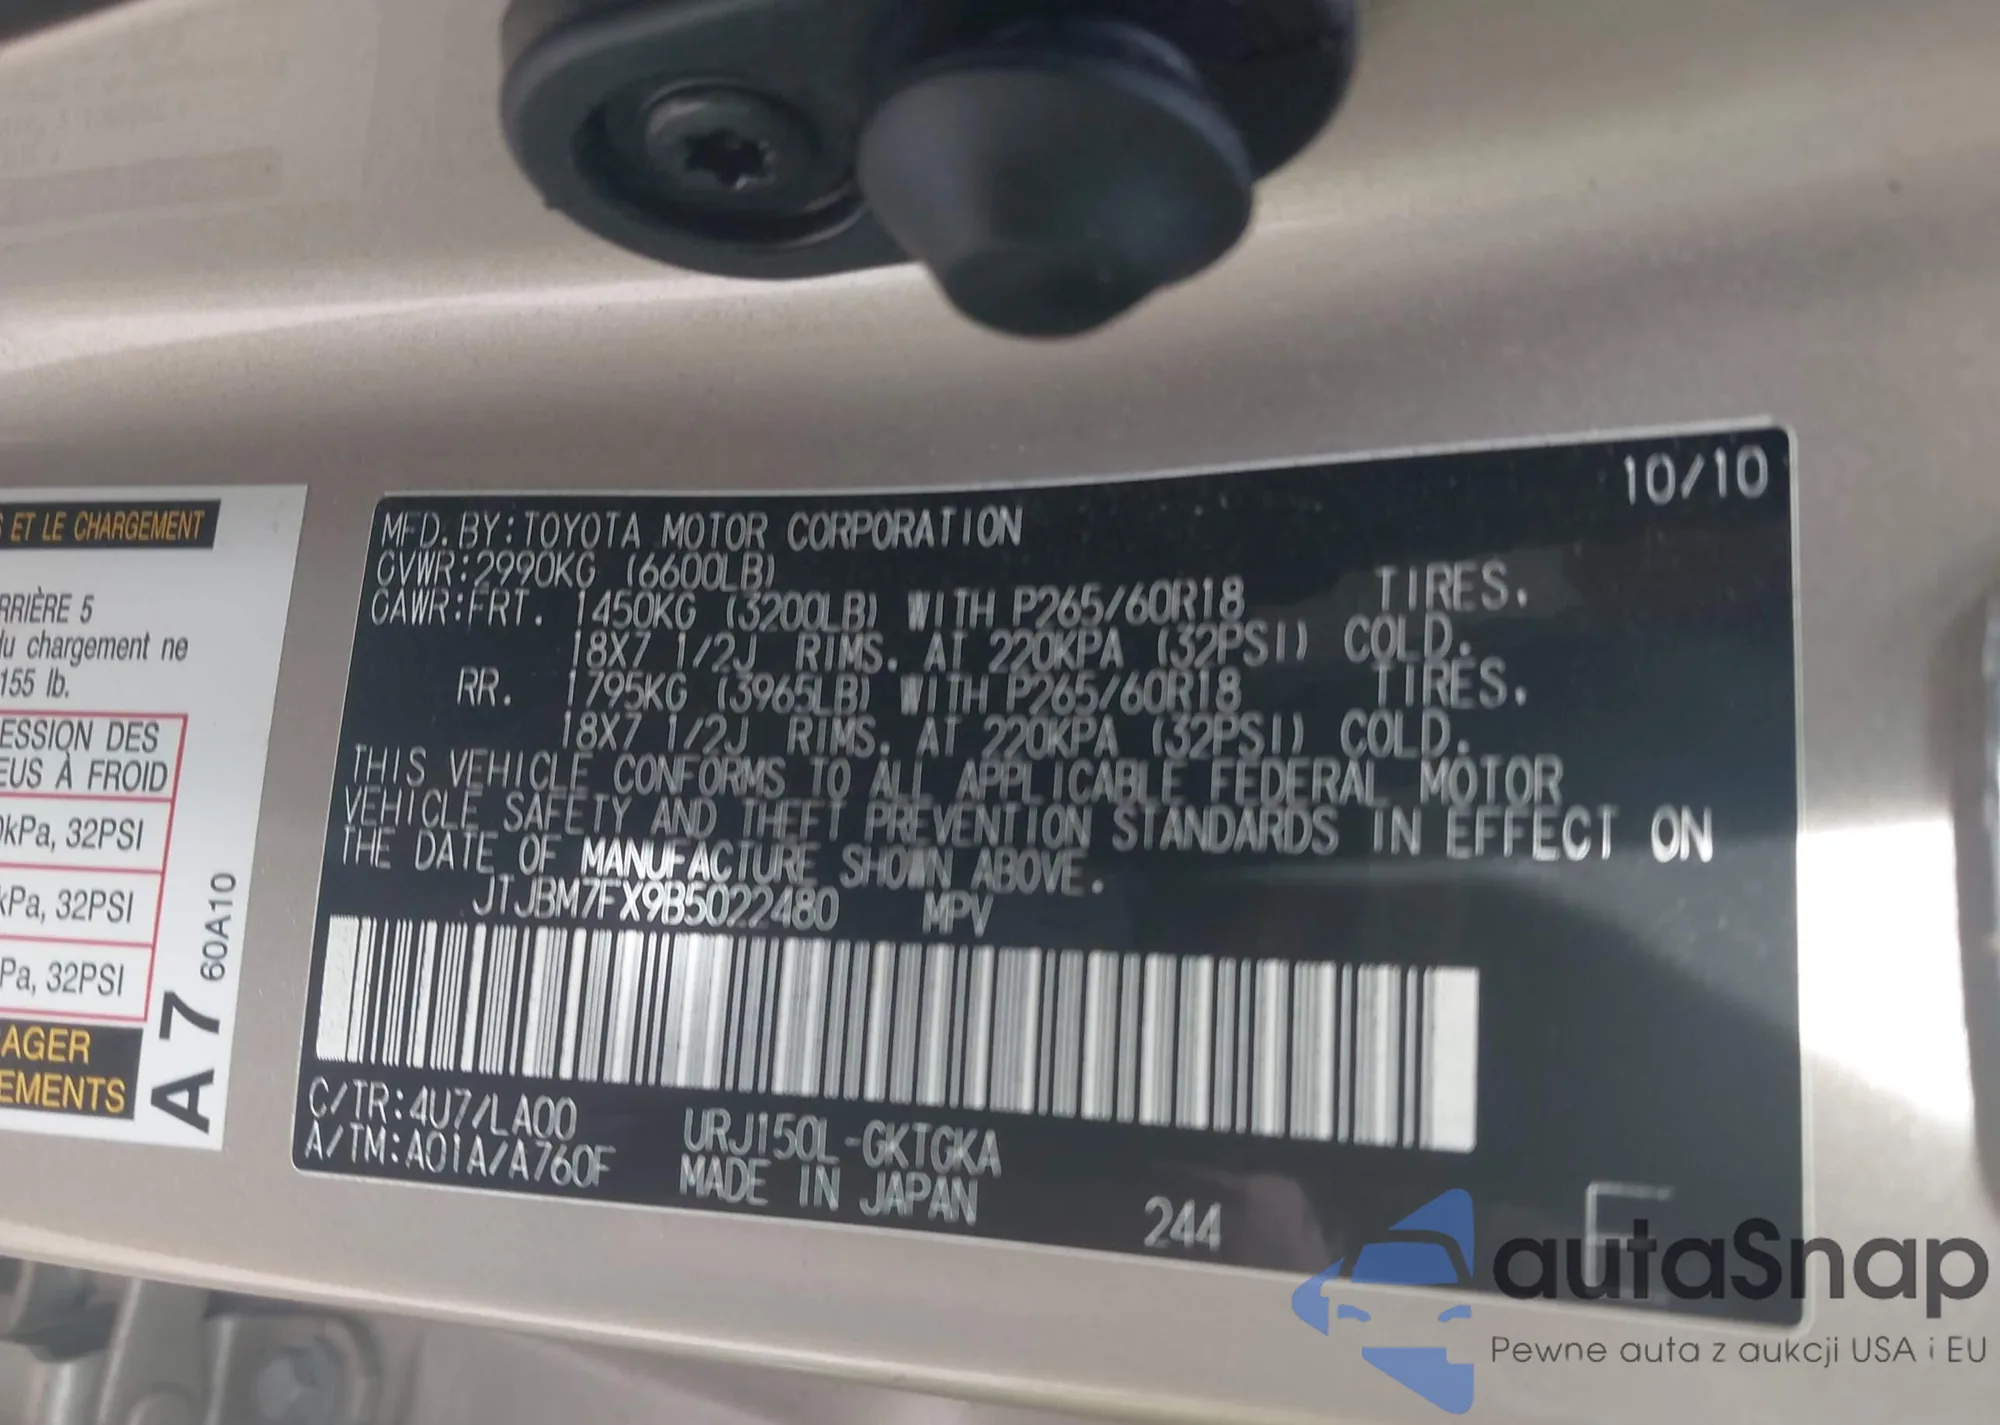 S ET LE CHARGEMENT
RRIÈRE 5
du chargement ne
155 lb.
ESSION DES
EUS À FROID
0kPa, 32PSI
kPa, 32PSI
Pa, 32PSI
AGER
EMENTS
A7
60A10
10/10
MFD. BY: TOYOTA MOTOR CORPORATION
GVWR: 2990KG (6600LB)
GAWR: FRT. 1450KG (3200LB) WITH P265/60R18 TIRES.
18X7 1/2J RIMS. AT 220KPA (32PSI) COLD.
RR. 1795KG (3965LB) WITH P265/60R18 TIRES.
18X7 1/2J RIMS. AT 220KPA (32PSI) COLD.
THIS VEHICLE CONFORMS TO ALL APPLICABLE FEDERAL MOTOR
VEHICLE SAFETY AND THEFT PREVENTION STANDARDS IN EFFECT ON
THE DATE OF MANUFACTURE SHOWN ABOVE.
JTJBM7FX9B5022480 MPV
C/TR: 4U7/LA00
A/TM: A01A/A760F
URJ150L-GKTGKA
MADE IN JAPAN
244
E
autaSnap
Pewne auta z aukcji USA i EU